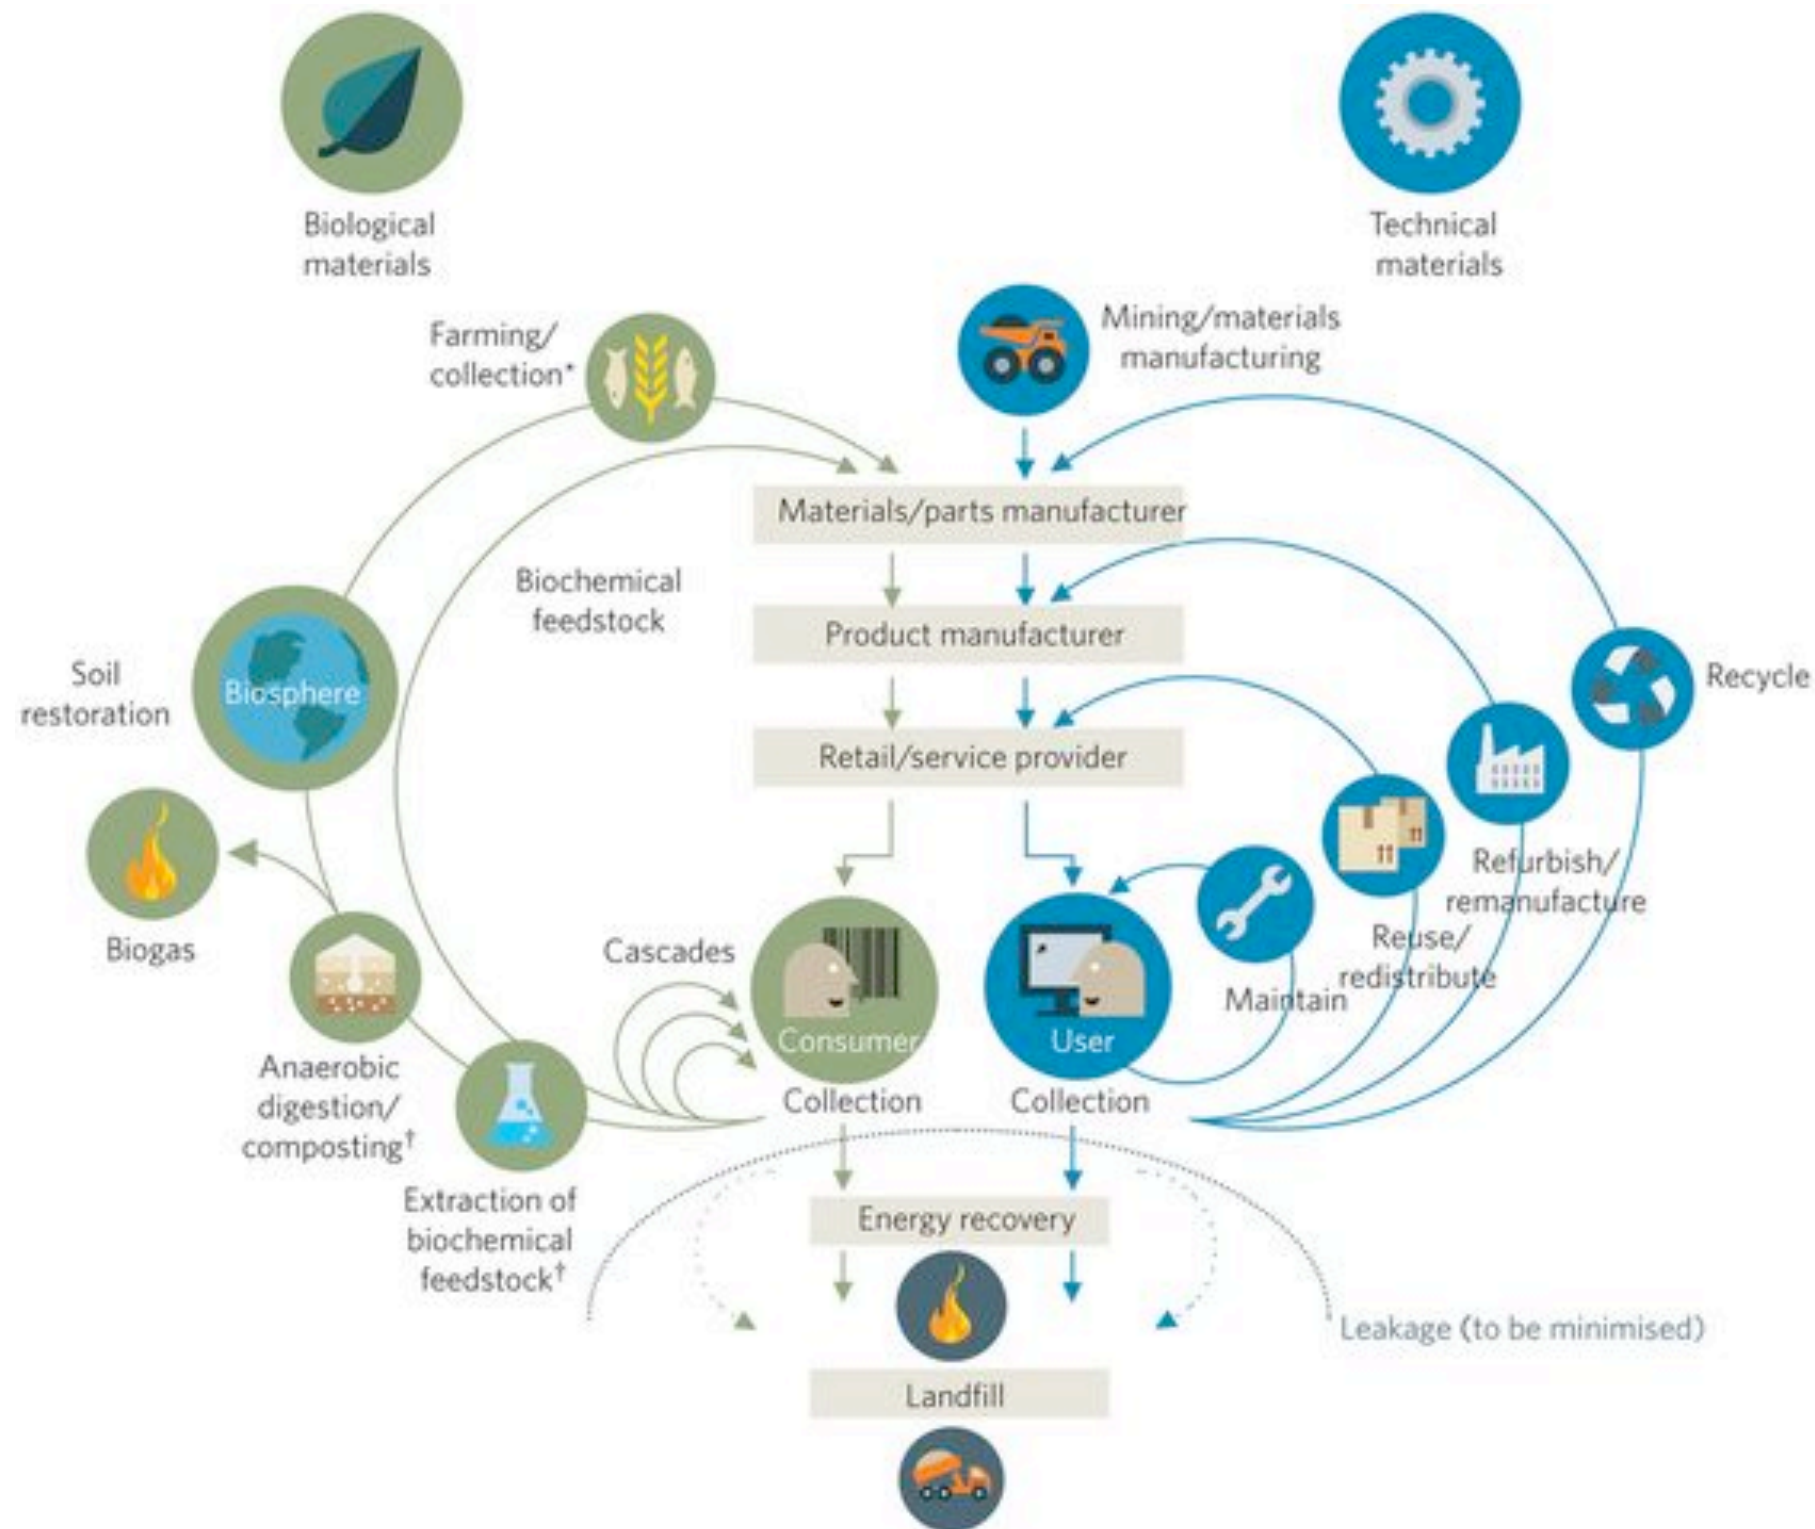 Biological
materials
Technical
materials
Farming/
collection*
Mining/materials
manufacturing
Materials/parts manufacturer
Biochemical
feedstock
Product manufacturer
Soil
restoration
Biosphere
Recycle
Retail/service provider
Biogas
Refurbish/
remanufacture
Reuse/
redistribute
Maintain
Cascades
Consumer
User
Collection
Collection
Anaerobic
digestion/
composting†
Extraction of
biochemical
feedstock†
Energy recovery
Leakage (to be minimised)
Landfill